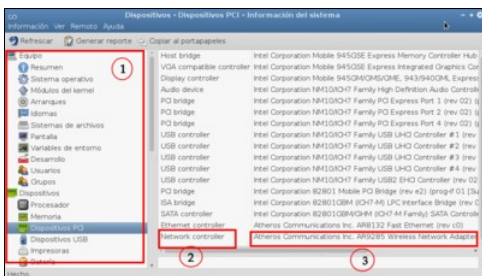 Dispositivos - Dispositivos PCI - Información del sistema
Información Ver Remoto Ayuda
Refrescar Generar reporte Copiar al portapapeles
Equipo
Resumen
Sistema operativo
Módulos del kernel
Arranques
Idiomas
Sistemas de archivos
Pantalla
Variables de entorno
Desarrollo
Usuarios
Grupos
Dispositivos
Procesador
Memoria
Dispositivos PCI
Dispositivos USB
Impresoras
Batería
1
Host bridge Intel Corporation Mobile 945GSE Express Memory Controller Hub
VGA compatible controller Intel Corporation Mobile 945GSE Express Integrated Graphics Con
Display controller Intel Corporation Mobile 945GM/GMS/GME, 943/940GML Express
Audio device Intel Corporation NM10/ICH7 Family High Definition Audio Controlle
PCI bridge Intel Corporation NM10/ICH7 Family PCI Express Port 1 (rev 02) (p
PCI bridge Intel Corporation NM10/ICH7 Family PCI Express Port 2 (rev 02) (p
PCI bridge Intel Corporation NM10/ICH7 Family PCI Express Port 4 (rev 02) (p
USB controller Intel Corporation NM10/ICH7 Family USB UHCI Controller #1 (rev
USB controller Intel Corporation NM10/ICH7 Family USB UHCI Controller #2 (rev
USB controller Intel Corporation NM10/ICH7 Family USB UHCI Controller #3 (rev
USB controller Intel Corporation NM10/ICH7 Family USB UHCI Controller #4 (rev
USB controller Intel Corporation NM10/ICH7 Family USB2 EHCI Controller (rev 02
PCI bridge Intel Corporation 82801 Mobile PCI Bridge (rev e2) (prog-if 01 [Su
ISA bridge Intel Corporation 82801GBM (ICH7-M) LPC Interface Bridge (rev
SATA controller Intel Corporation 82801GBM/GHM (ICH7-M Family) SATA Controlle
Ethernet controller Atheros Communications Inc. AR8132 Fast Ethernet (rev c0)
Network controller Atheros Communications Inc. AR9285 Wireless Network Adapter
2
3
Hecho.